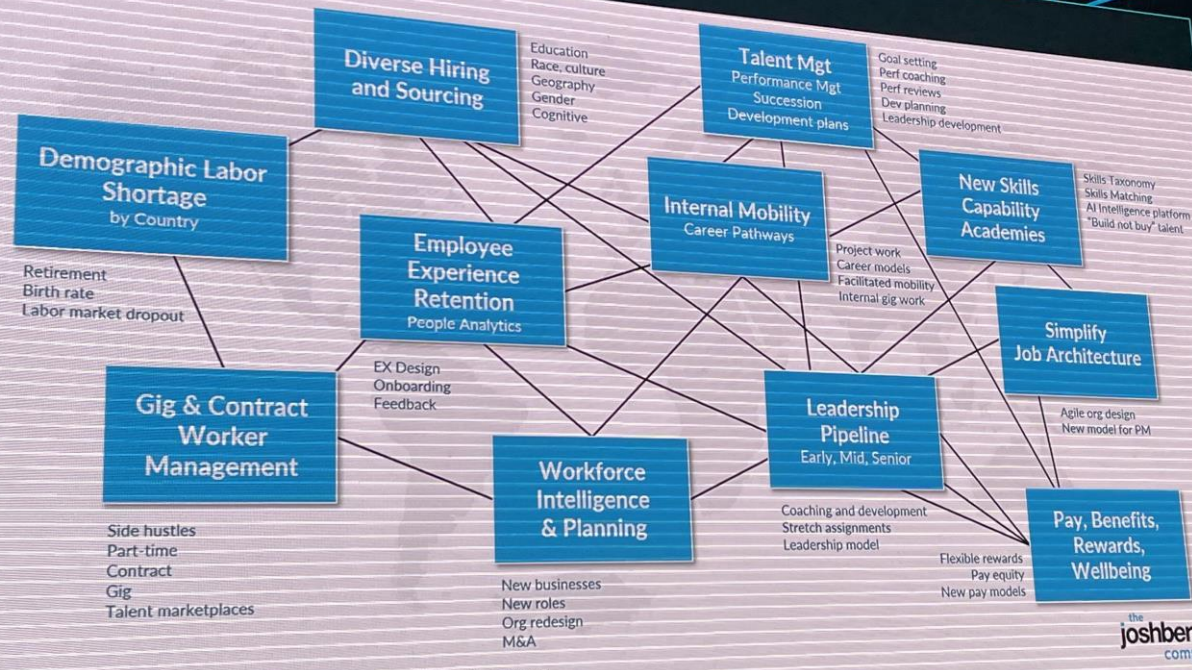 Diverse Hiring
and Sourcing
Education
Race, culture
Geography
Gender
Cognitive
Talent Mgt
Performance Mgt
Succession
Development plans
Goal setting
Perf coaching
Perf reviews
Dev planning
Leadership development
Demographic Labor
Shortage
by Country
Retirement
Birth rate
Labor market dropout
Employee
Experience
Retention
People Analytics
EX Design
Onboarding
Feedback
Internal Mobility
Career Pathways
Project work
Career models
Facilitated mobility
Internal gig work
New Skills
Capability
Academies
Skills Taxonomy
Skills Matching
AI Intelligence platform
"Build not buy" talent
Simplify
Job Architecture
Agile org design
New model for PM
Gig & Contract
Worker
Management
Side hustles
Part-time
Contract
Gig
Talent marketplaces
Workforce
Intelligence
& Planning
New businesses
New roles
Org redesign
M&A
Leadership
Pipeline
Early, Mid, Senior
Coaching and development
Stretch assignments
Leadership model
Pay, Benefits,
Rewards,
Wellbeing
Flexible rewards
Pay equity
New pay models
the
joshber
com